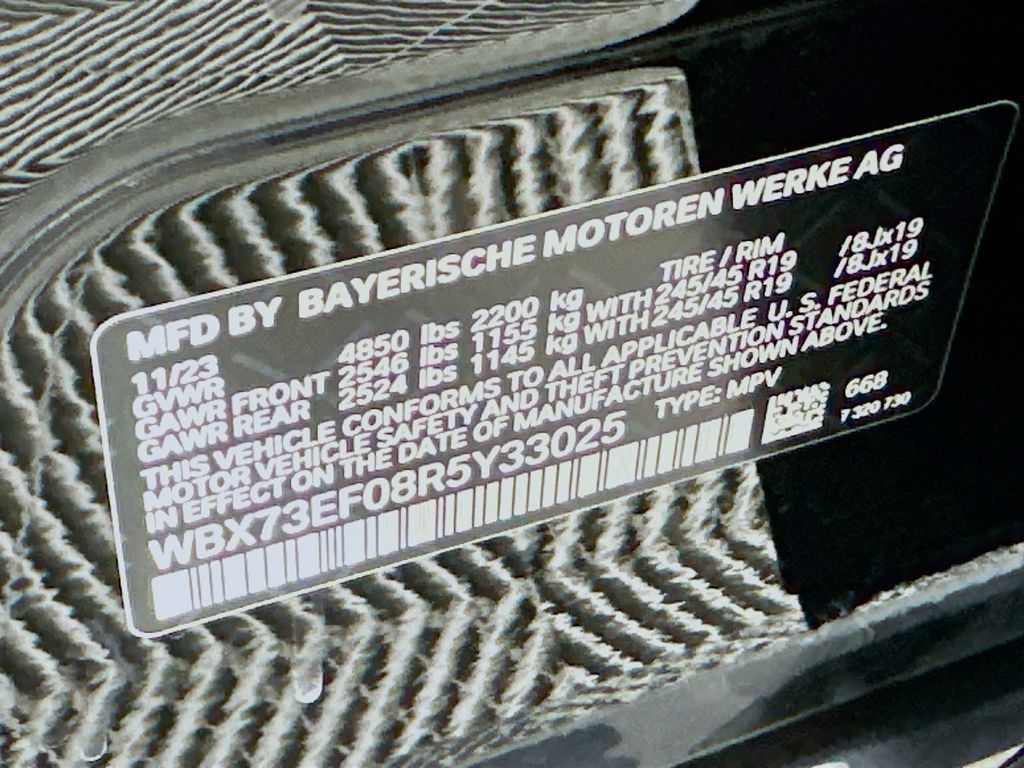 MFD BY BAYERISCHE MOTOREN WERKE AG
11/23 TIRE / RIM
GVWR 4850 lbs 2200 kg
GAWR FRONT 2546 lbs 1155 kg WITH 245/45 R19 /8Jx19
GAWR REAR 2524 lbs 1145 kg WITH 245/45 R19 /8Jx19
THIS VEHICLE CONFORMS TO ALL APPLICABLE U. S. FEDERAL
MOTOR VEHICLE SAFETY AND THEFT PREVENTION STANDARDS
IN EFFECT ON THE DATE OF MANUFACTURE SHOWN ABOVE.
WBX73EF08R5Y33025 TYPE: MPV
668
7 320 730